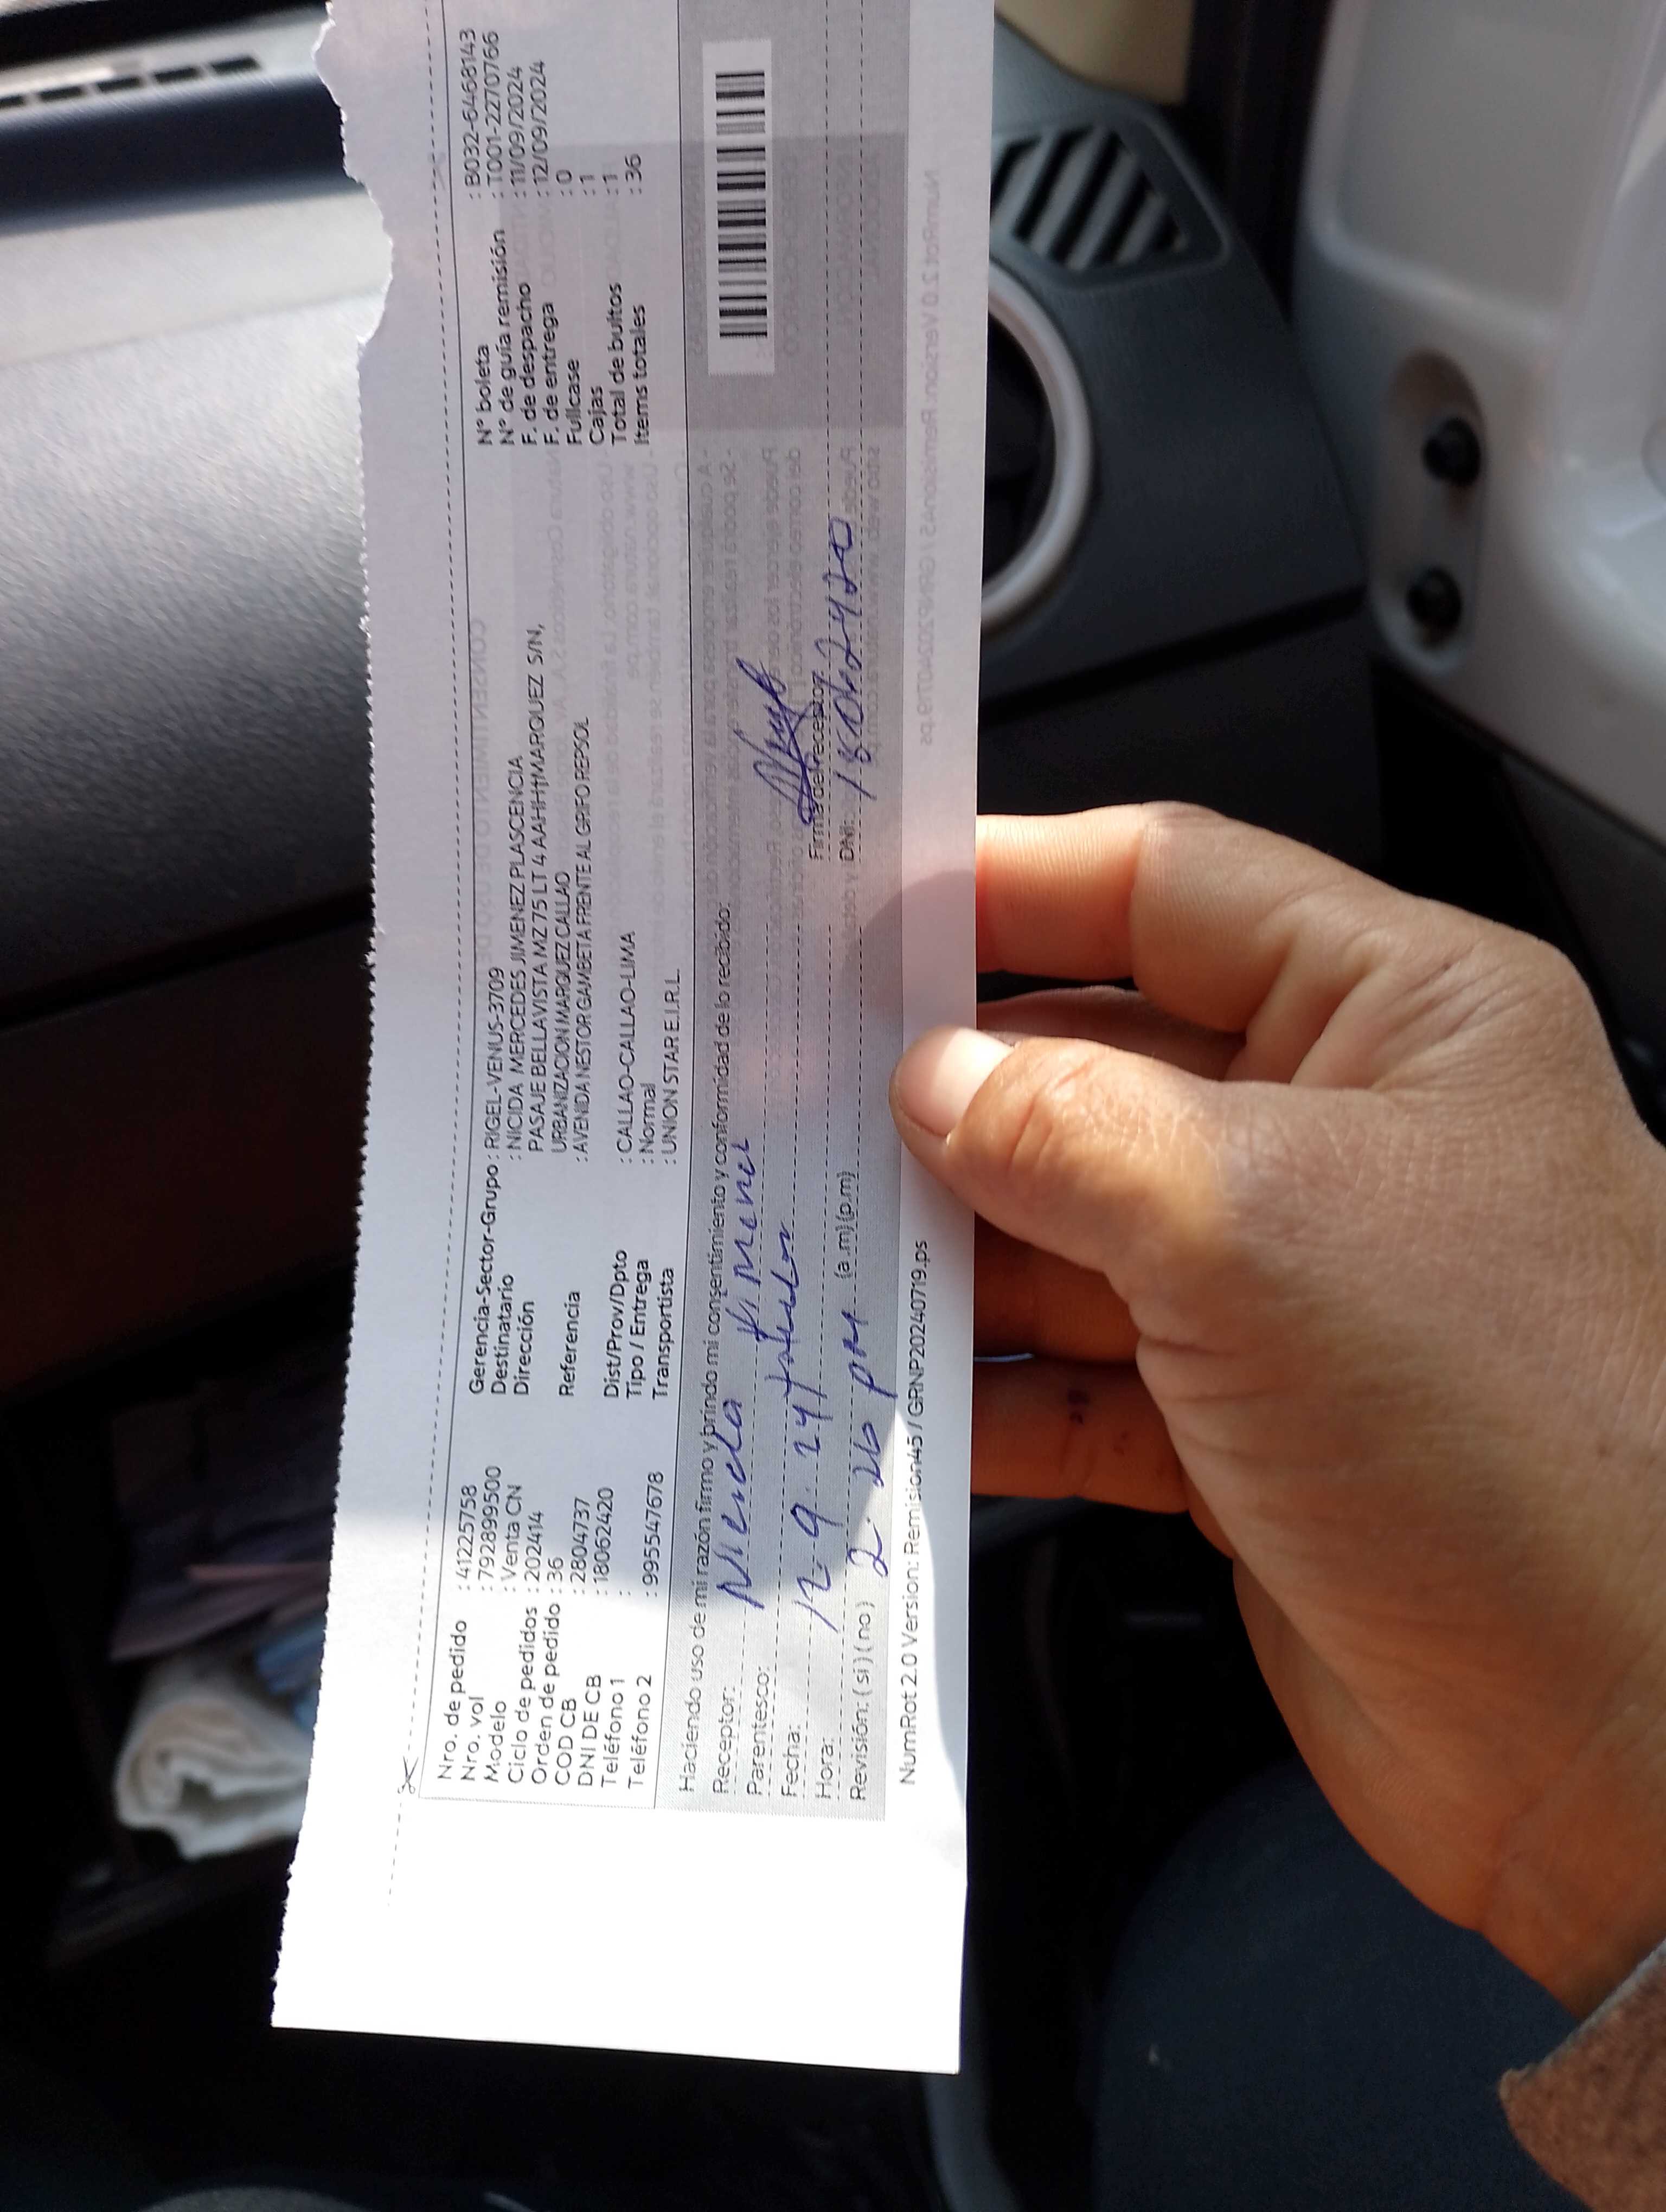 Nro. de pedido : 41225758
Nro. vol : 7928999500
Modelo : Venta CN
Ciclo de pedidos : 202414
Orden de pedido : 36
COD CB : 2804737
DNI DE CB : 18062420
Teléfono 1 :
Teléfono 2 : 995547678
Gerencia-Sector-Grupo : RIGEL-VENUS-3709
Destinatario : NICIDA MERCEDES JIMENEZ PLASCENCIA
Dirección PASAJE BELLAVISTA MZ 75 LT 4 AAHH†MARQUEZ S/N,
URBANIZACION MARQUEZ CALLAO
Referencia : AVENIDA NESTOR GAMBETA FRENTE AL GRIFO REPSOL
Dist/Prov/Dpto : CALLAO-CALLAO-LIMA
Tipo / Entrega : Normal
Transportista : UNION STAR E.I.R.L.
N° boleta : B032-6468143
N° de guía remisión : T001-2270766
F. de despacho : 11/09/2024
F. de entrega : 12/09/2024
Fullcase : 0
Cajas : 1
Total de bultos : 1
Items totales : 36
Haciendo uso de mi razón firmo y brindo mi consentimiento y conformidad de lo recibido:
Receptor: Nicida Jimenez
Parentesco:
Fecha: 12. 9. 24
Hora: 2. 26 pm (a.m) (p.m)
Revisión: ( si ) ( no )
Firma del receptor
DNI: 18062420
NumRot 2.0 Version: Remision45 / GRNP20240719.ps